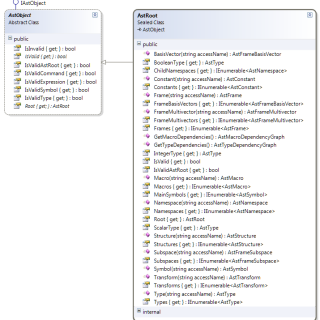 IAstObject
AstObject
Abstract Class
public
IsInvalid { get; } : bool
IsValid { get; } : bool
IsValidAstRoot { get; } : bool
IsValidCommand { get; } : bool
IsValidExpression { get; } : bool
IsValidSymbol { get; } : bool
IsValidType { get; } : bool
Root { get; } : AstRoot
AstRoot
Sealed Class
AstObject
public
BasisVector(string accessName) : AstFrameBasisVector
BooleanType { get; } : AstType
ChildNamespaces { get; } : IEnumerable<AstNamespace>
Constant(string accessName) : AstConstant
Constants { get; } : IEnumerable<AstConstant>
Frame(string accessName) : AstFrame
FrameBasisVectors { get; } : IEnumerable<AstFrameBasisVector>
FrameMultivector(string accessName) : AstFrameMultivector
FrameMultivectors { get; } : IEnumerable<AstFrameMultivector>
Frames { get; } : IEnumerable<AstFrame>
GetMacroDependencies() : AstMacroDependencyGraph
GetTypeDependencies() : AstTypeDependencyGraph
IntegerType { get; } : AstType
IsValid { get; } : bool
IsValidAstRoot { get; } : bool
Macro(string accessName) : AstMacro
Macros { get; } : IEnumerable<AstMacro>
MainSymbols { get; } : IEnumerable<AstSymbol>
Namespace(string accessName) : AstNamespace
Namespaces { get; } : IEnumerable<AstNamespace>
Root { get; } : AstRoot
ScalarType { get; } : AstType
Structure(string accessName) : AstStructure
Structures { get; } : IEnumerable<AstStructure>
Subspace(string accessName) : AstFrameSubspace
Subspaces { get; } : IEnumerable<AstFrameSubspace>
Symbol(string accessName) : AstSymbol
Transform(string accessName) : AstTransform
Transforms { get; } : IEnumerable<AstTransform>
Type(string accessName) : AstType
Types { get; } : IEnumerable<AstType>
internal